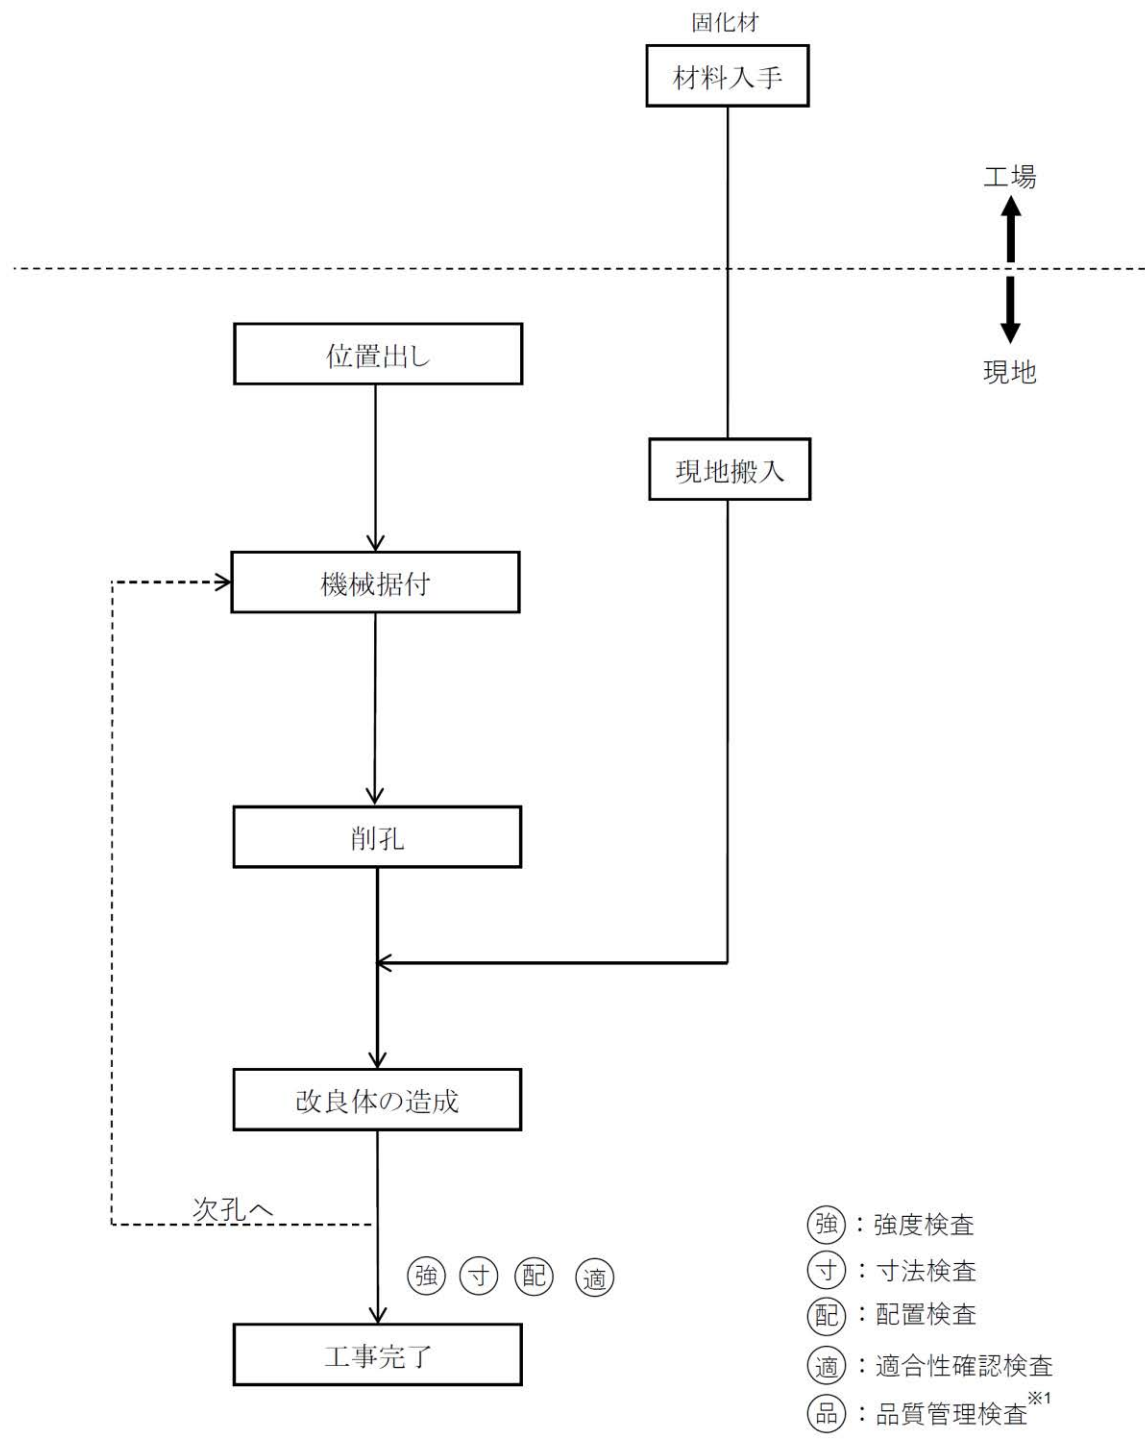 固化材
材料入手
工場
現地
位置出し
現地搬入
機械据付
削孔
改良体の造成
次孔へ
強 寸 配 適
工事完了
強：強度検査
寸：寸法検査
配：配置検査
適：適合性確認検査
品：品質管理検査※1